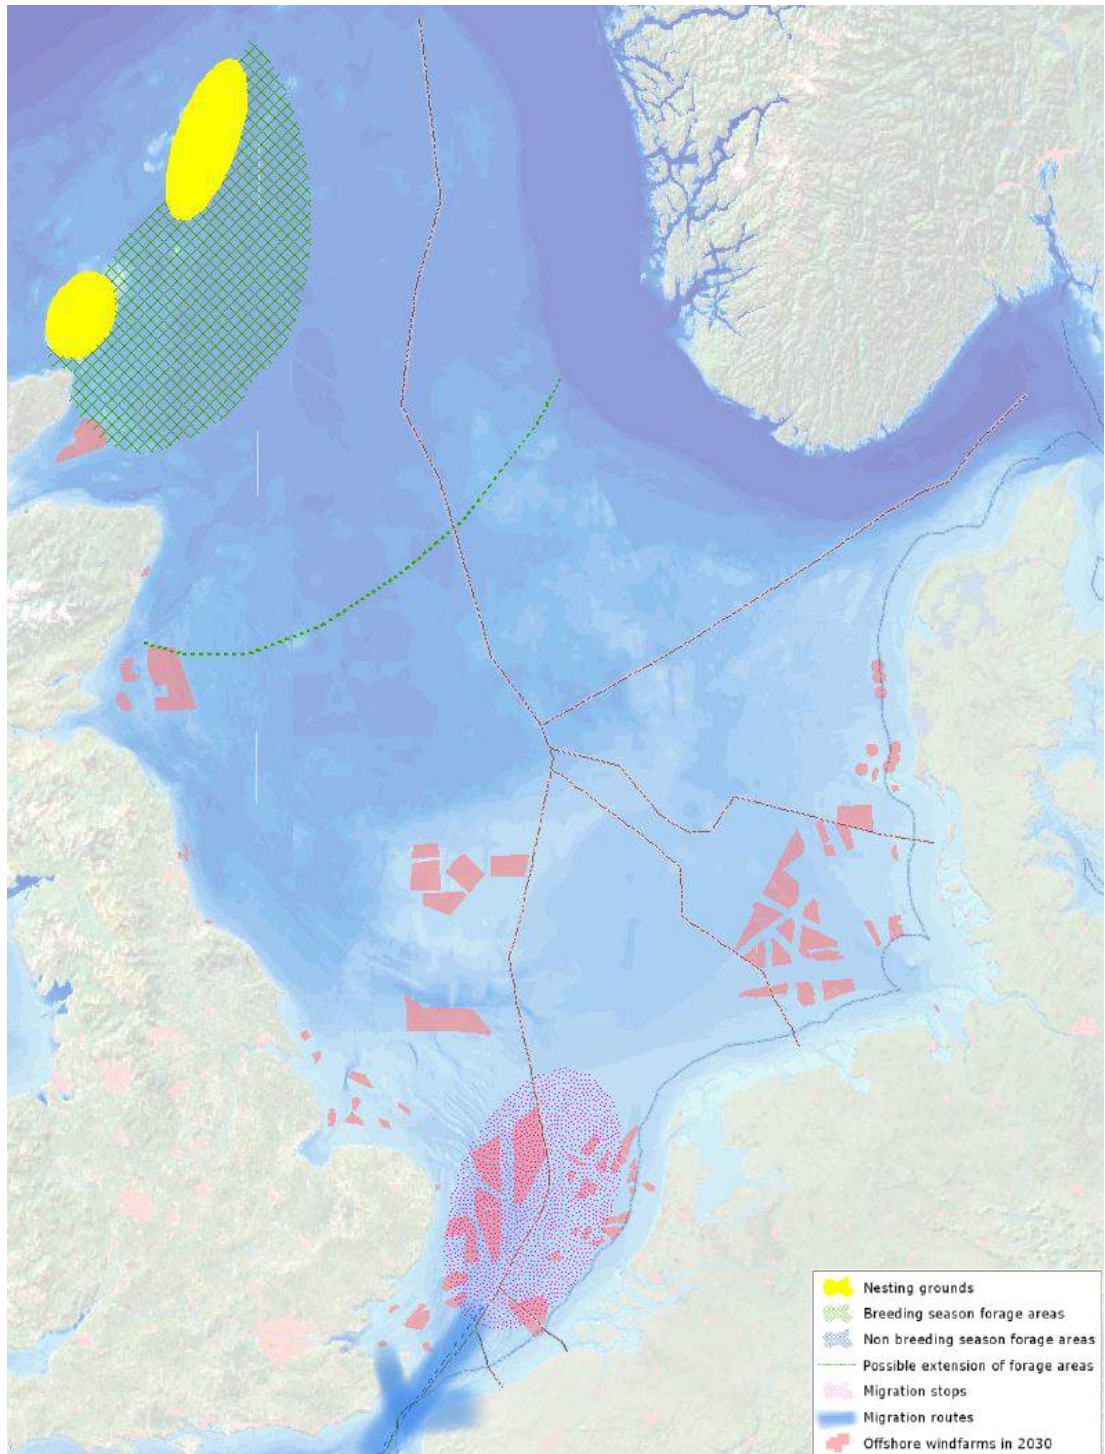 Nesting grounds
Breeding season forage areas
Non breeding season forage areas
Possible extension of forage areas
Migration stops
Migration routes
Offshore windfarms in 2030